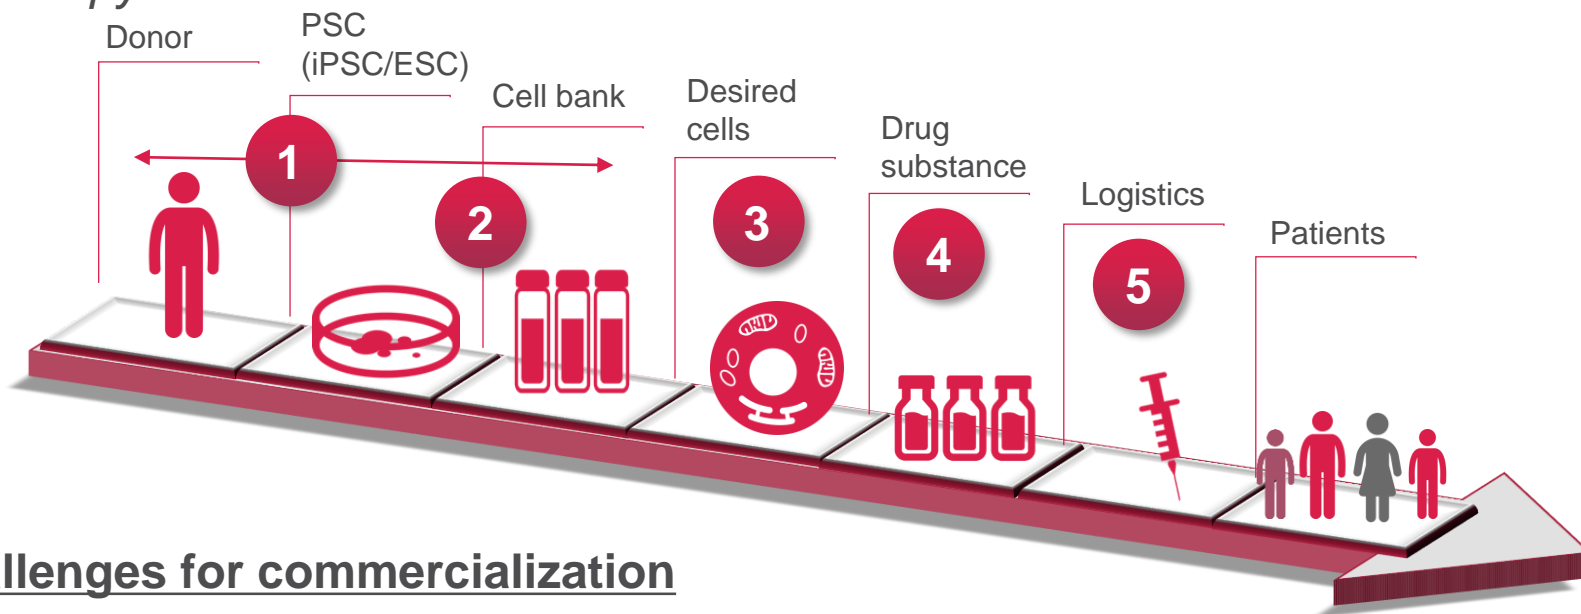 Donor
PSC
(iPSC/ESC)
Cell bank
Desired
cells
Drug
substance
Logistics
Patients
1
2
3
4
5
llenges for commercialization